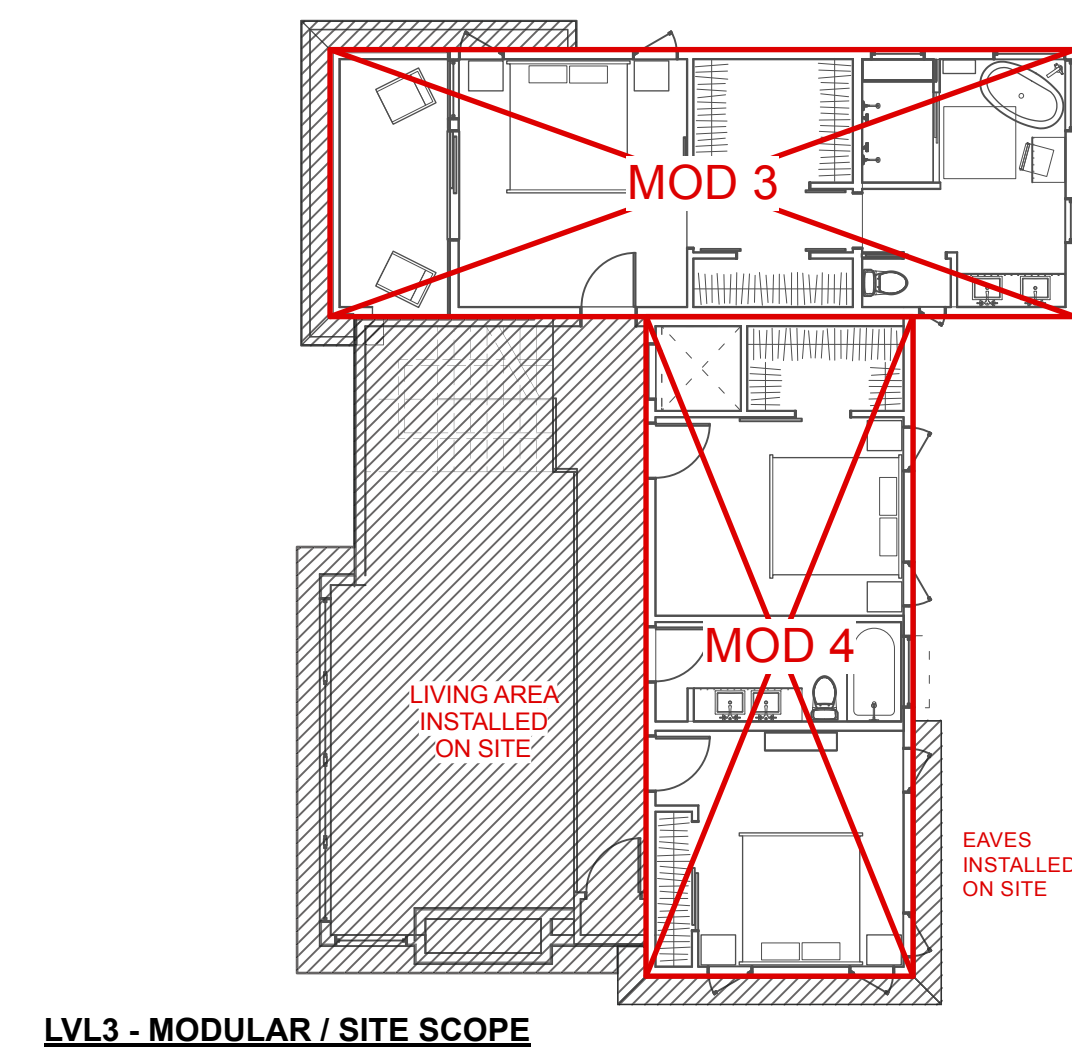 MOD 3
MOD 4
LIVING AREA
INSTALLED
ON SITE
EAVES
INSTALLED
ON SITE
LVL3 - MODULAR / SITE SCOPE